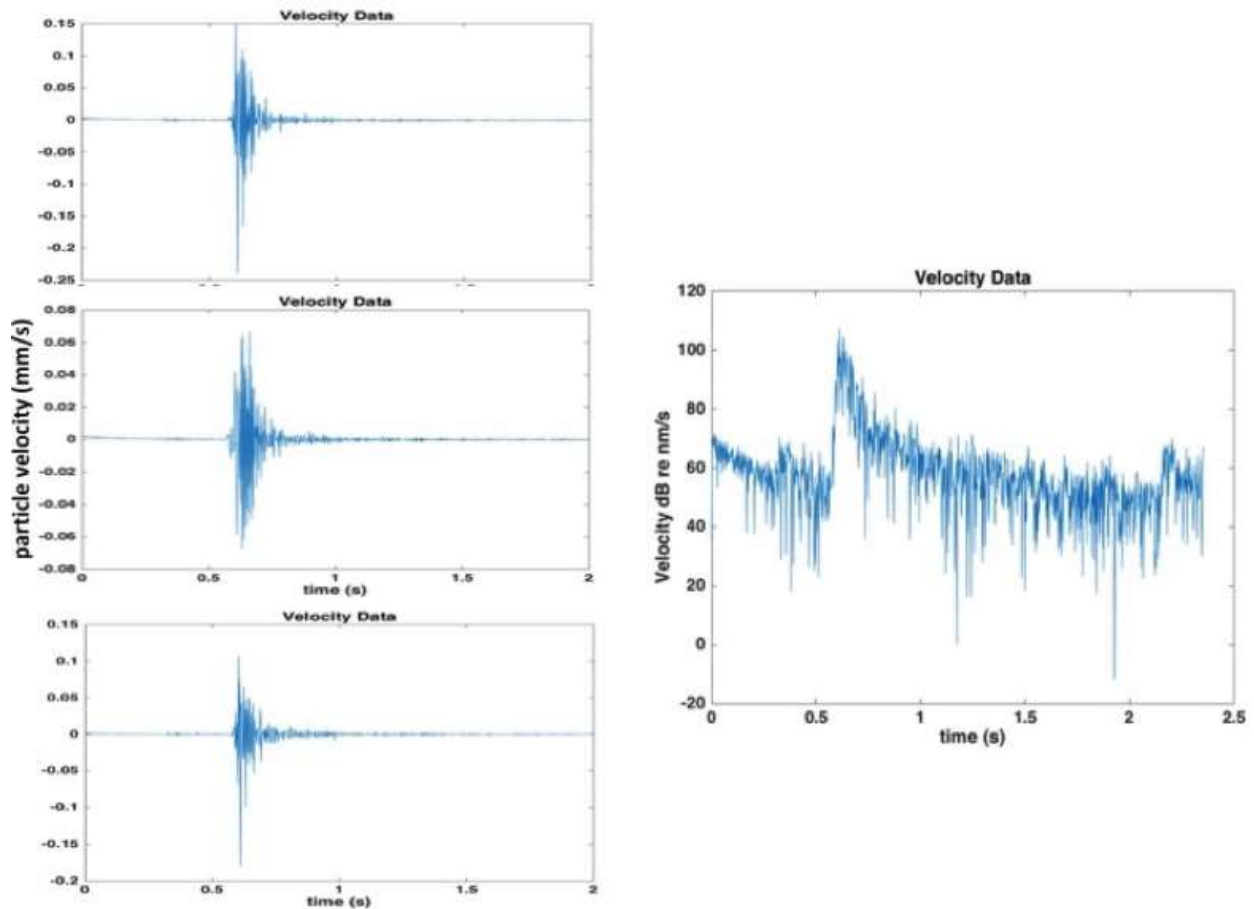 Velocity Data
0.15
0.1
0.05
0
-0.05
-0.1
-0.15
-0.2
-0.25
Velocity Data
0.08
0.06
0.04
0.02
0
-0.02
-0.04
-0.06
-0.08
0 0.5 1 1.5 2
time (s)
particle velocity (mm/s)
Velocity Data
0.15
0.1
0.05
0
-0.05
-0.1
-0.15
-0.2
0 0.5 1 1.5 2
time (s)
Velocity Data
120
100
80
60
40
20
0
-20
0 0.5 1 1.5 2 2.5
time (s)
Velocity dB re nm/s